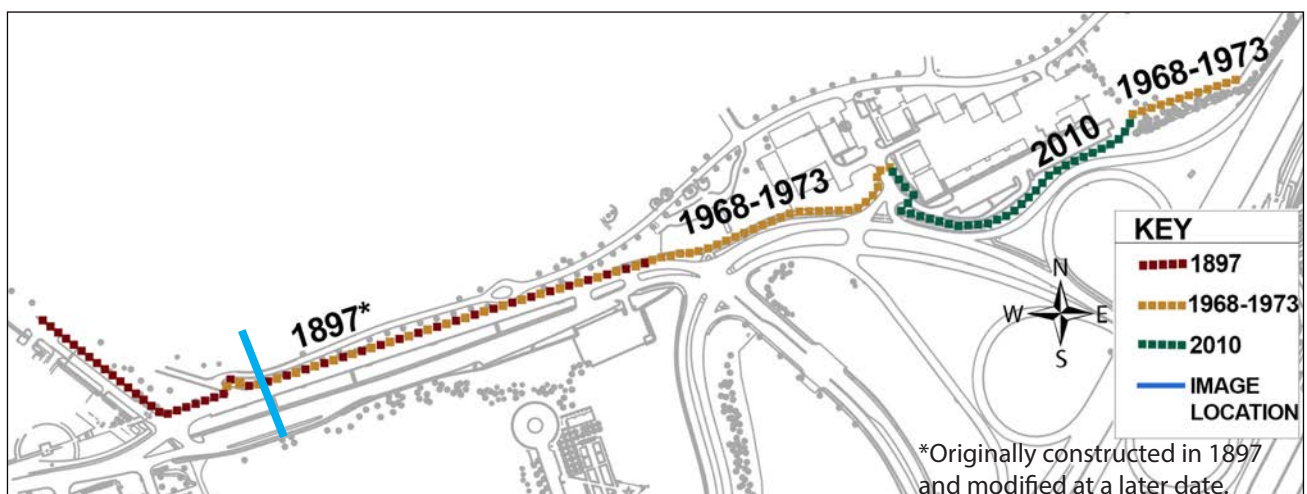 1968-1973
2010
1968-1973
1897*
KEY
1897
1968-1973
2010
IMAGE
LOCATION
N
W E
S
*Originally constructed in 1897
and modified at a later date.